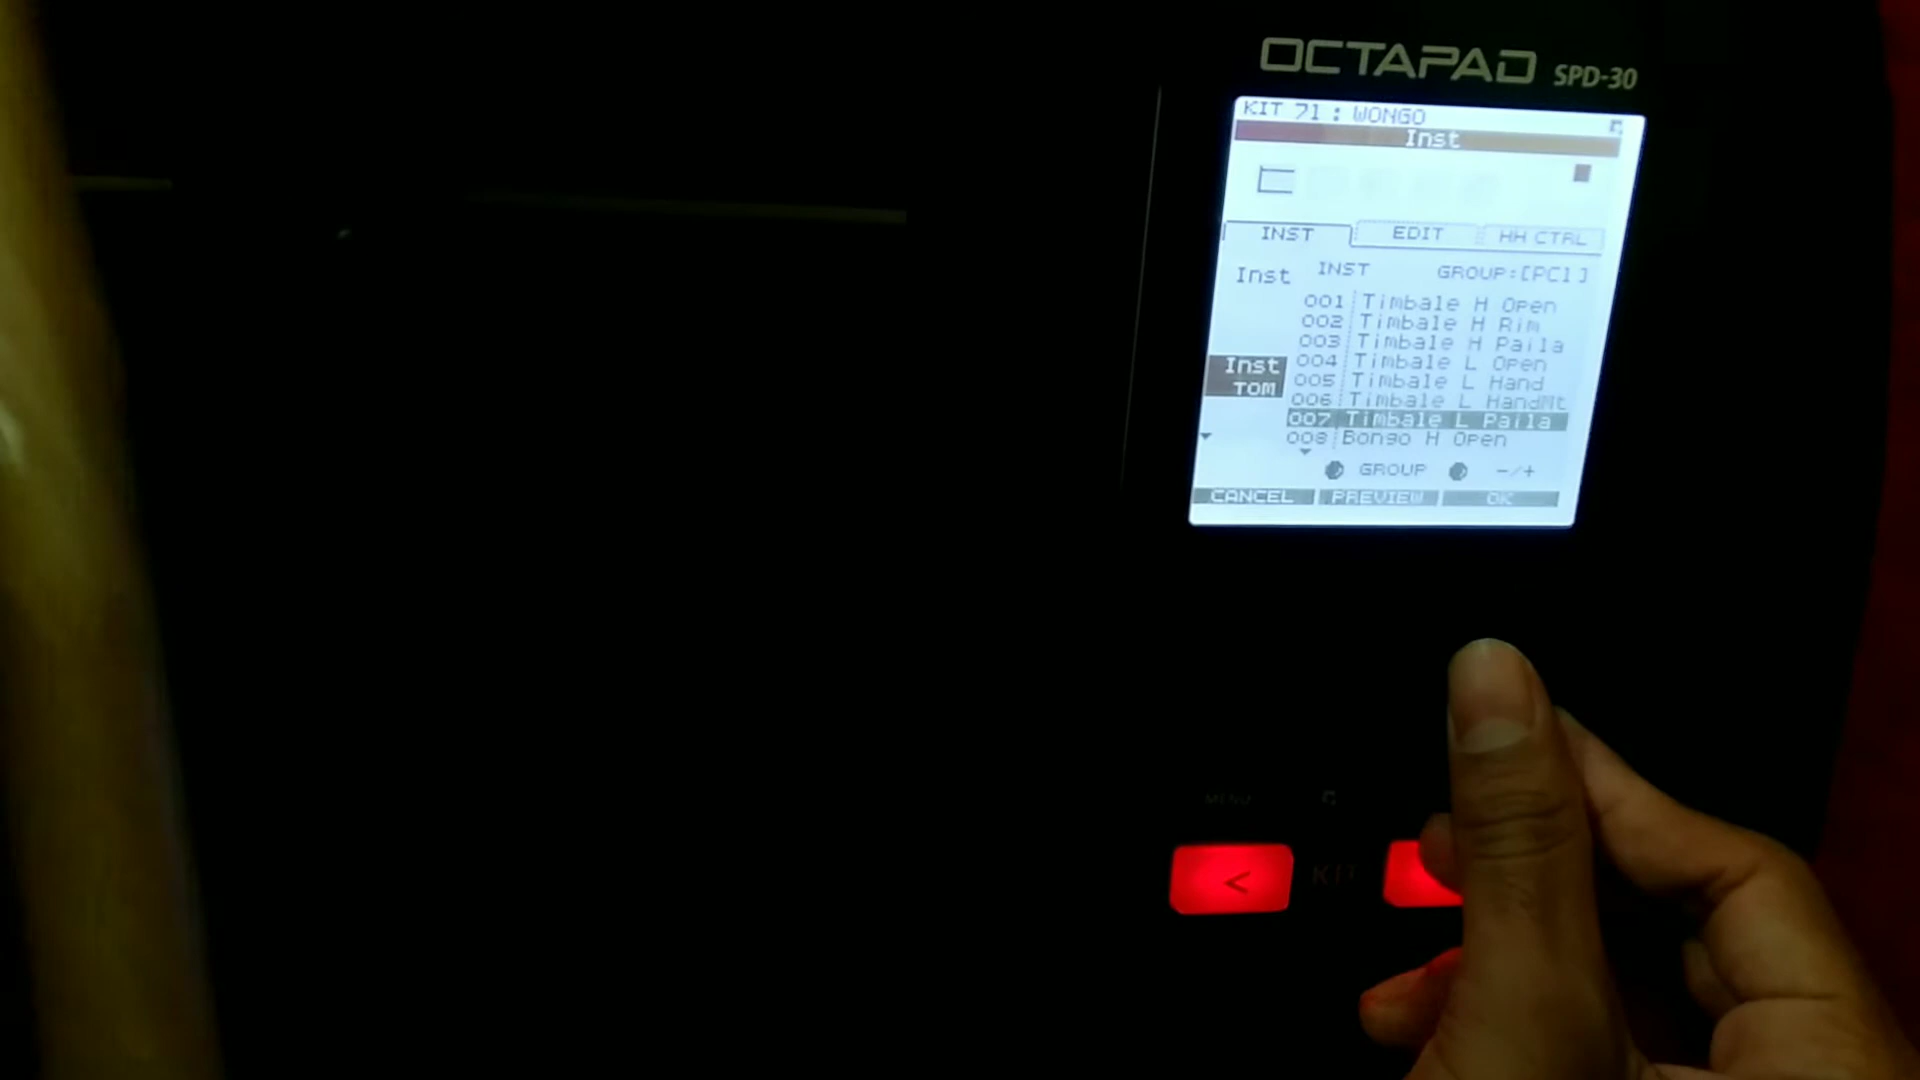 OCTAPAD SPD-30
KIT 71 : WONGO
Inst
INST EDIT HH CTRL
Inst INST GROUP:[PC1]
001 Timbale H Open
002 Timbale H Rim
003 Timbale H Paila
Inst 004 Timbale L Open
TOM 005 Timbale L Hand
006 Timbale L HandMt
007 Timbale L Paila
008 Bongo H Open
GROUP -/+
CANCEL PREVIEW OK
MENU
< KIT